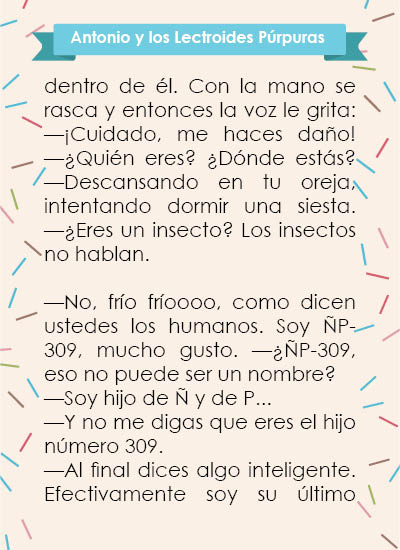 Antonio y los Lectroides Púrpuras
dentro de él. Con la mano se
rasca y entonces la voz le grita:
—¡Cuidado, me haces daño!
—¿Quién eres? ¿Dónde estás?
—Descansando en tu oreja,
intentando dormir una siesta.
—¿Eres un insecto? Los insectos
no hablan.
—No, frío fríoooo, como dicen
ustedes los humanos. Soy ÑP-
309, mucho gusto. —¿ÑP-309,
eso no puede ser un nombre?
—Soy hijo de Ñ y de P...
—Y no me digas que eres el hijo
número 309.
—Al final dices algo inteligente.
Efectivamente soy su último